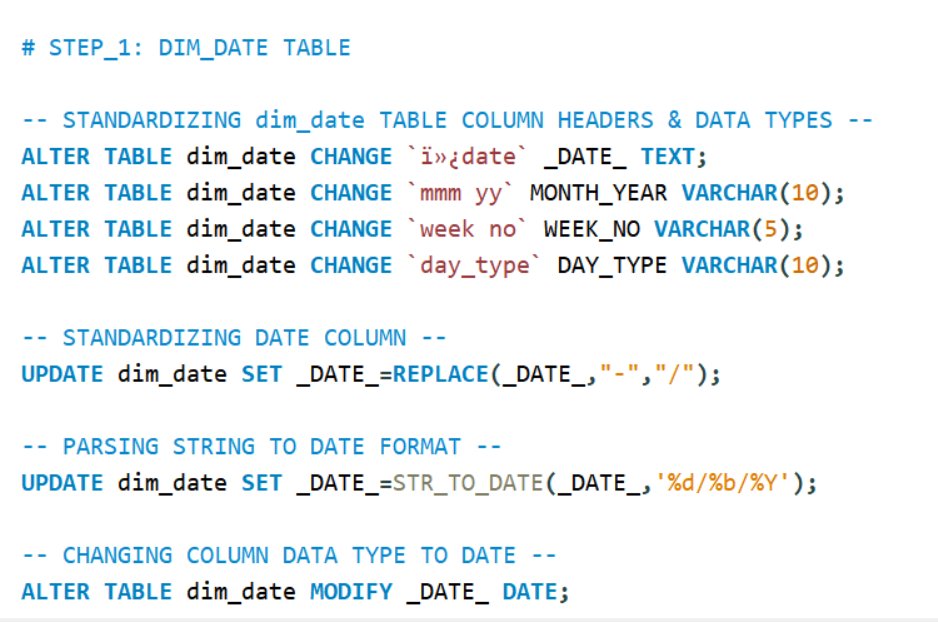 # STEP_1: DIM_DATE TABLE
-- STANDARDIZING dim_date TABLE COLUMN HEADERS & DATA TYPES --
ALTER TABLE dim_date CHANGE `ï»¿date` _DATE_ TEXT;
ALTER TABLE dim_date CHANGE `mmm yy` MONTH_YEAR VARCHAR(10);
ALTER TABLE dim_date CHANGE `week no` WEEK_NO VARCHAR(5);
ALTER TABLE dim_date CHANGE `day_type` DAY_TYPE VARCHAR(10);
-- STANDARDIZING DATE COLUMN --
UPDATE dim_date SET _DATE_=REPLACE(_DATE_,"-","/");
-- PARSING STRING TO DATE FORMAT --
UPDATE dim_date SET _DATE_=STR_TO_DATE(_DATE_,'%d/%b/%Y');
-- CHANGING COLUMN DATA TYPE TO DATE --
ALTER TABLE dim_date MODIFY _DATE_ DATE;